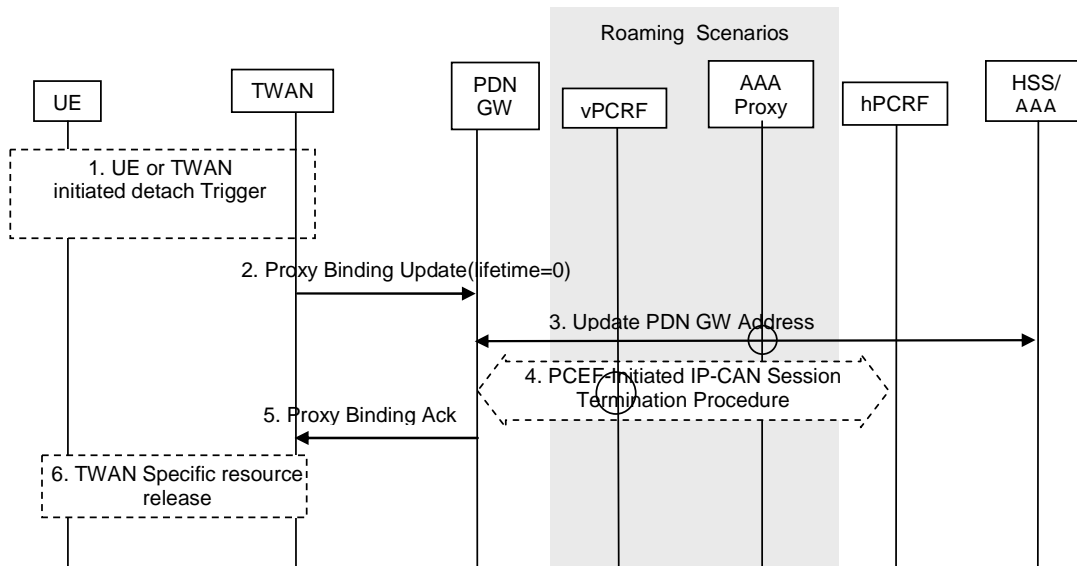 Roaming Scenarios
UE
TWAN
PDN
GW
vPCRF
AAA
Proxy
hPCRF
HSS/
AAA
1. UE or TWAN
initiated detach Trigger
2. Proxy Binding Update(lifetime=0)
3. Update PDN GW Address
4. PCEF-Initiated IP-CAN Session
Termination Procedure
5. Proxy Binding Ack
6. TWAN Specific resource
release